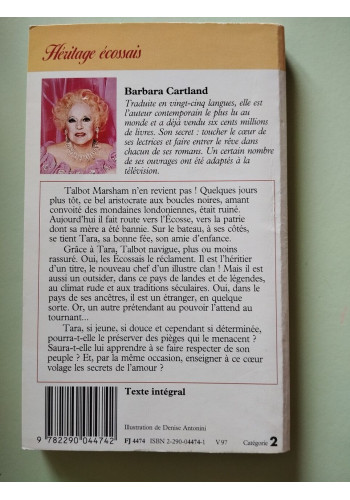 Héritage écossais
Barbara Cartland
Traduite en vingt-cinq langues, elle est
l'auteur contemporain le plus lu au
monde et a déjà vendu six cents millions
de livres. Son secret : toucher le cœur de
ses lectrices et faire entrer le rêve dans
chacun de ses romans. Un certain nombre
de ses ouvrages ont été adaptés à la
télévision.
Talbot Marsham n'en revient pas ! Quelques jours
plus tôt, ce bel aristocrate aux boucles noires, amant
convoité des mondaines londoniennes, était ruiné.
Aujourd'hui il fait route vers l'Écosse, vers la patrie
dont sa mère a été bannie. Sur le bateau, à ses côtés,
se tient Tara, sa bonne fée, son amie d'enfance.
Grâce à Tara, Talbot navigue, plus ou moins
rassuré. Oui, les Écossais le réclament. Il est l'héritier
d'un titre, le nouveau chef d'un illustre clan ! Mais il est
aussi un outsider, dans ce pays de landes et de légendes,
au climat rude et aux traditions séculaires. Oui, dans le
pays de ses ancêtres, il est un étranger, en quelque
sorte. Or, un autre prétendant au pouvoir l'attend au
tournant...
Tara, si jeune, si douce et cependant si déterminée,
pourra-t-elle le préserver des pièges qui le menacent ?
Saura-t-elle lui apprendre à se faire respecter de son
peuple ? Et, par la même occasion, enseigner à ce cœur
volage les secrets de l'amour ?
Texte intégral
Illustration de Denise Antonini
9 782290 044742
FJ 4474 ISBN 2-290-04474-1 V 97 Catégorie 2